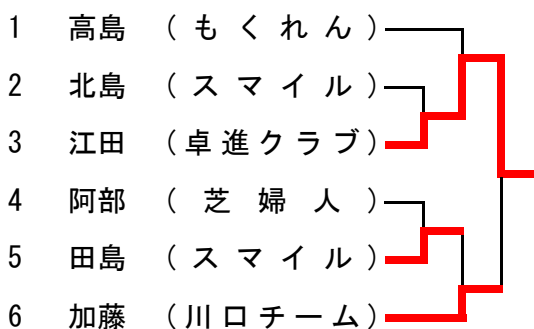 1 高島 (もくれん)
2 北島 (スマイル)
3 江田 (卓進クラブ)
4 阿部 (芝婦人)
5 田島 (スマイル)
6 加藤 (川口チーム)